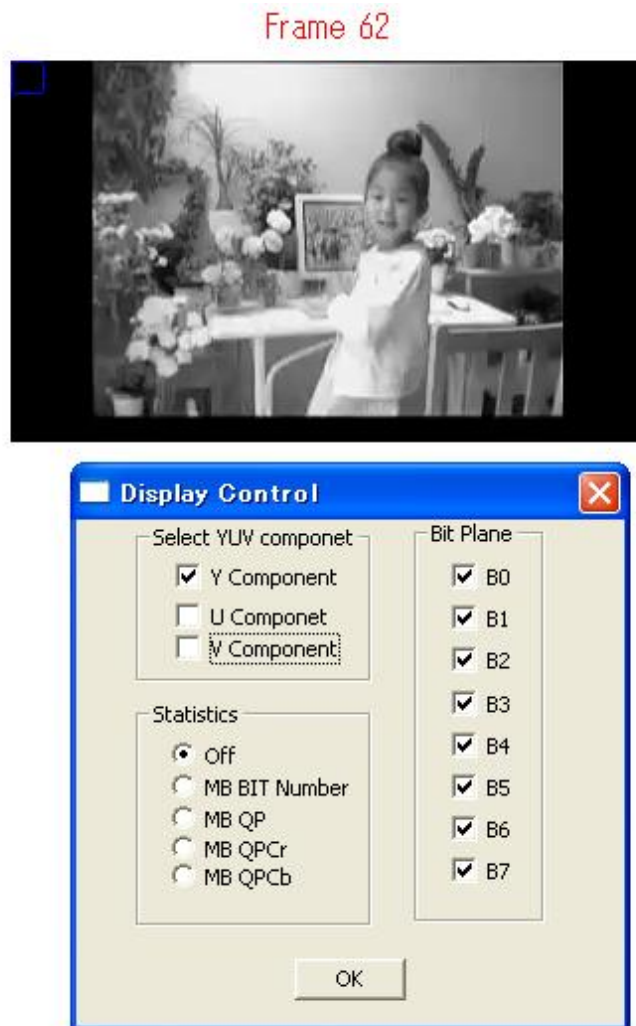 Frame 62
Display Control
Select YUV componet
Y Component
U Componet
V Component
Statistics
Off
MB BIT Number
MB QP
MB QPCr
MB QPCb
Bit Plane
B0
B1
B2
B3
B4
B5
B6
B7
OK